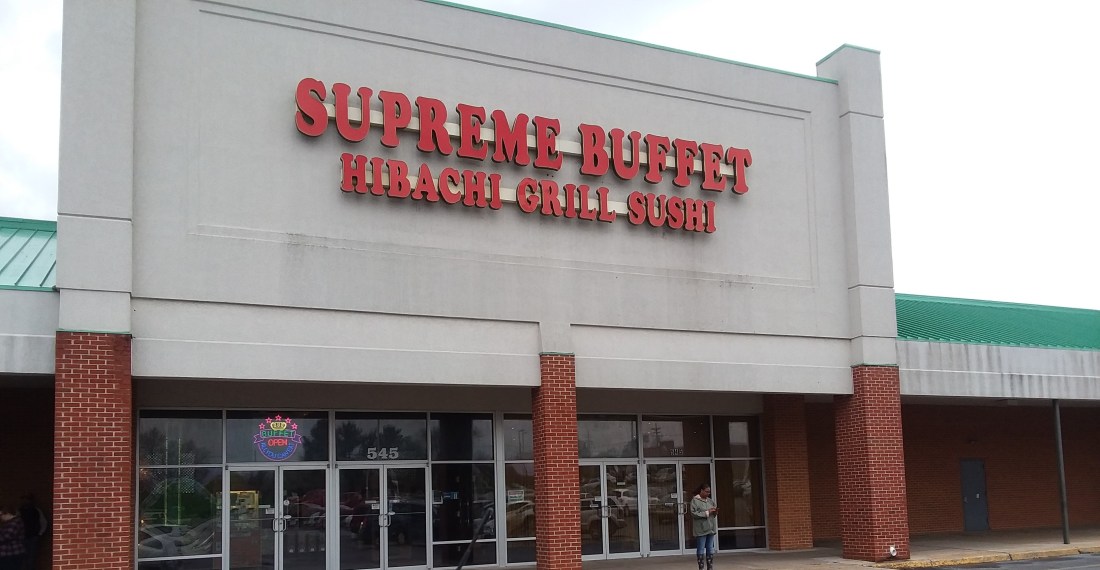 SUPREME BUFFET
HIBACHI GRILL SUSHI
BUFFET
OPEN
545